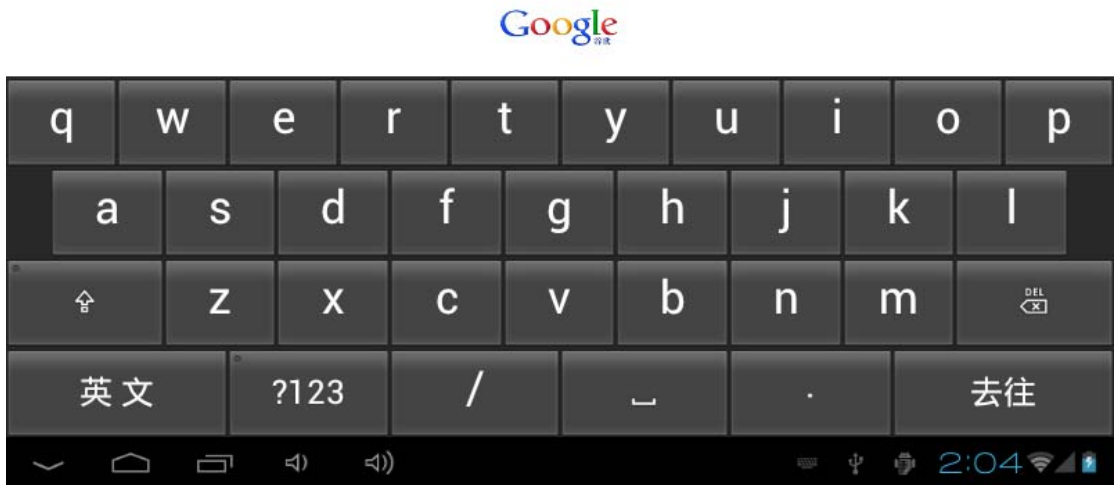 Google
谷歌
q w e r t y u i o p
a s d f g h j k l
z x c v b n m DEL
英文 ?123 / . 去往
2:04